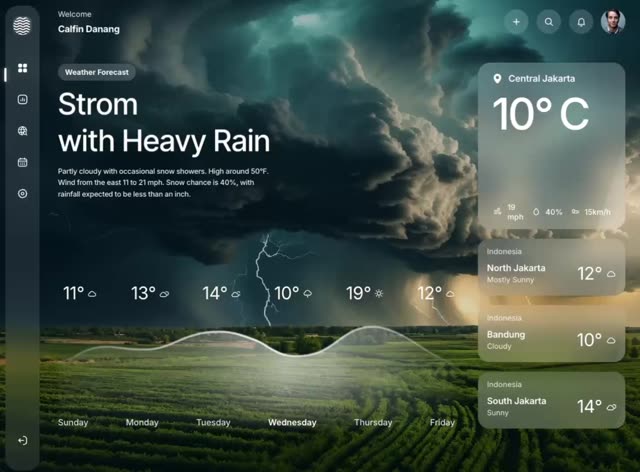 Welcome
Calfin Danang
Weather Forecast
Strom
with Heavy Rain
Partly cloudy with occasional snow showers. High around 50°F.
Wind from the east 11 to 21 mph. Snow chance is 40%, with
rainfall expected to be less than an inch.
11°
13°
14°
10°
19°
12°
Sunday
Monday
Tuesday
Wednesday
Thursday
Friday
Central Jakarta
10° C
19
mph
40%
15km/h
Indonesia
North Jakarta
Mostly Sunny
12°
Indonesia
Bandung
Cloudy
10°
Indonesia
South Jakarta
Sunny
14°